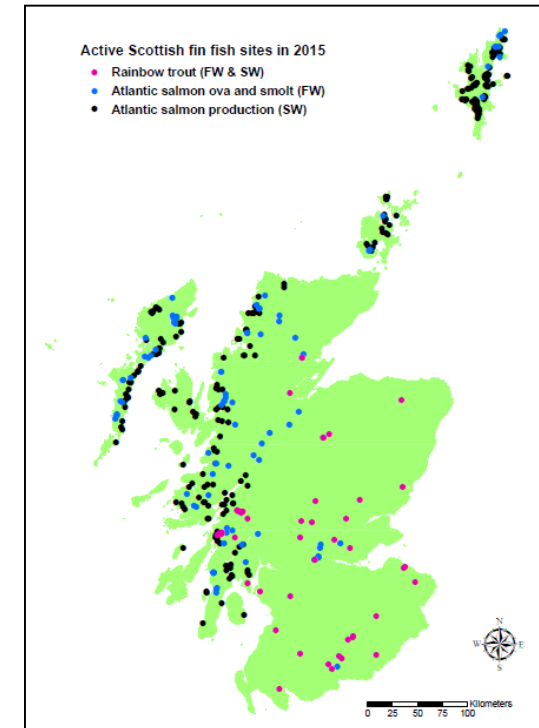 Active Scottish fin fish sites in 2015
Rainbow trout (FW & SW)
Atlantic salmon ova and smolt (FW)
Atlantic salmon production (SW)
N
W E
S
Kilometers
0 25 50 75 100